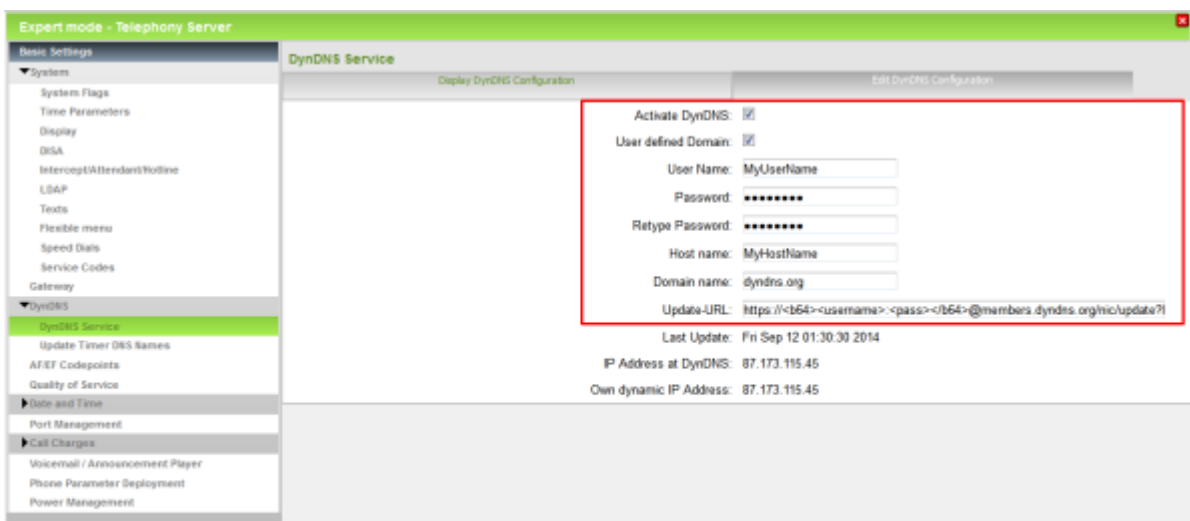 Expert mode - Telephony Server
Basic Settings
System
System Flags
Time Parameters
Display
DISA
Intercept/Attendant/Hotline
LDAP
Texts
Flexible menu
Speed Dials
Service Codes
Gateway
DynDNS
DynDNS Service
Update Timer DNS Names
AF/EF Codepoints
Quality of Service
Date and Time
Port Management
Call Charges
Voicemail / Announcement Player
Phone Parameter Deployment
Power Management
DynDNS Service
Display DynDNS Configuration Edit DynDNS Configuration
Activate DynDNS:
User defined Domain:
User Name: MyUserName
Password: ••••••••
Retype Password: ••••••••
Host name: MyHostName
Domain name: dyndns.org
Update-URL: https://<b64><username>:<pass></b64>@members.dyndns.org/nic/update?
Last Update: Fri Sep 12 01:30:30 2014
IP Address at DynDNS: 87.173.115.45
Own dynamic IP Address: 87.173.115.45